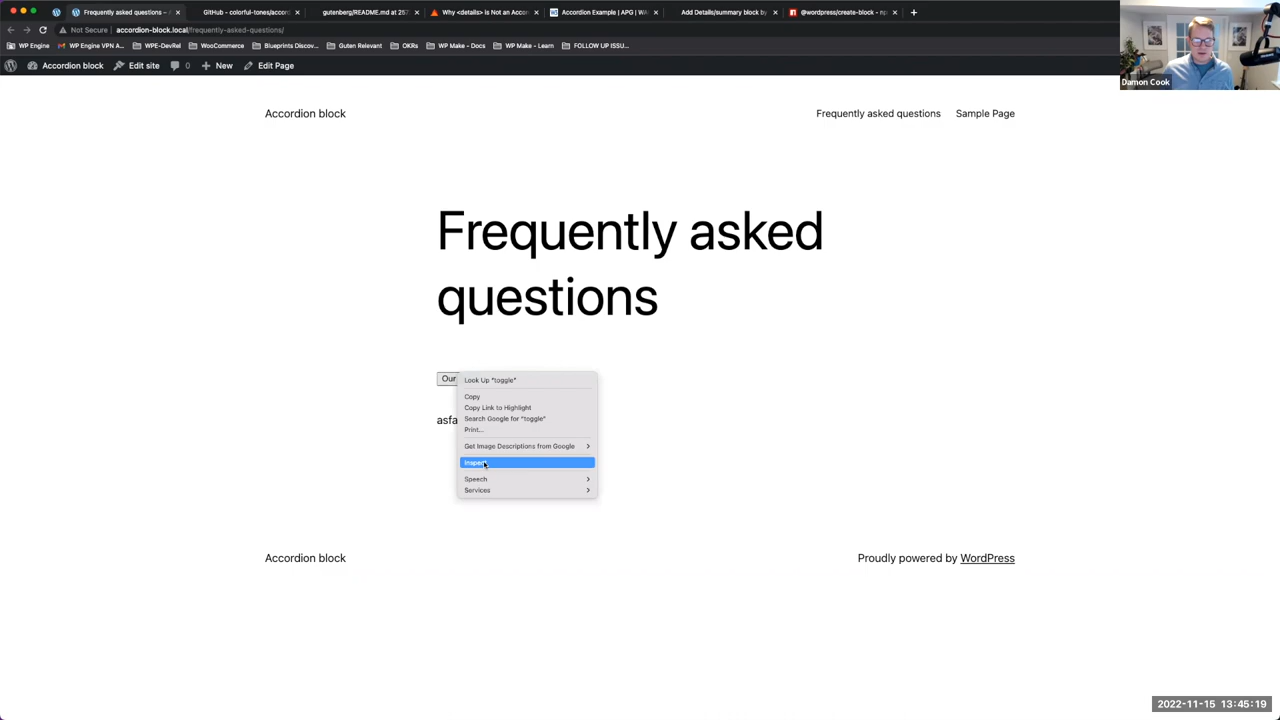 Frequently asked questions – A
GitHub - colorful-tones/accord
gutenberg/README.md at 257
Why <details> is Not an Accor
Accordion Example | APG | WA
Add Details/summary block by
@wordpress/create-block - np
Not Secure accordion-block.local/frequently-asked-questions/
WP Engine
WP Engine VPN A...
WPE-DevRel
WooCommerce
Blueprints Discov...
Guten Relevant
OKRs
WP Make - Docs
WP Make - Learn
FOLLOW UP ISSU...
Accordion block
Edit site
0
New
Edit Page
Damon Cook
Accordion block
Frequently asked questions
Sample Page
Frequently asked
questions
Our
asfa
Look Up "toggle"
Copy
Copy Link to Highlight
Search Google for "toggle"
Print...
Get Image Descriptions from Google
Inspect
Speech
Services
Accordion block
Proudly powered by WordPress
2022-11-15 13:45:19